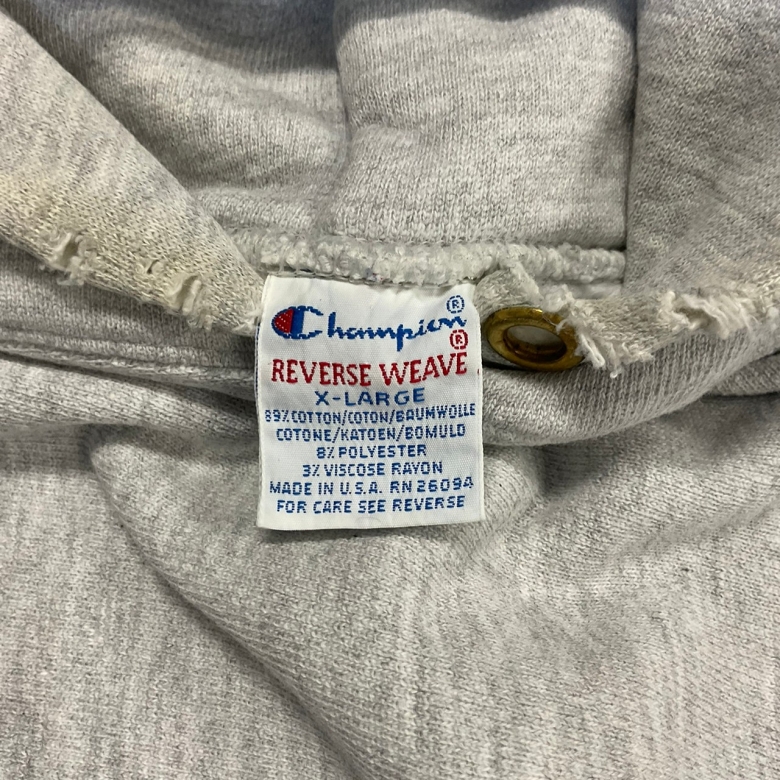 Champion®
®
REVERSE WEAVE
X-LARGE
89% COTTON/COTON/BAUMWOLLE
COTONE/KATOEN/BOMULD
8% POLYESTER
3% VISCOSE RAYON
MADE IN U.S.A. RN 26094
FOR CARE SEE REVERSE